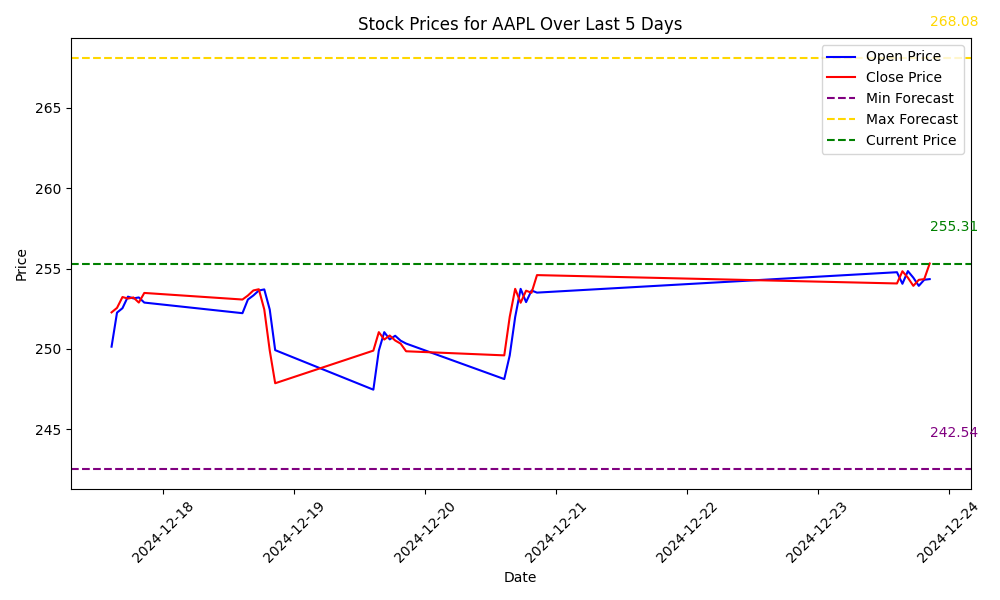 Stock Prices for AAPL Over Last 5 Days
268.08
Open Price
Close Price
Min Forecast
Max Forecast
Current Price
255.31
242.54
265
260
255
250
245
Price
2024-12-18
2024-12-19
2024-12-20
2024-12-21
2024-12-22
2024-12-23
2024-12-24
Date